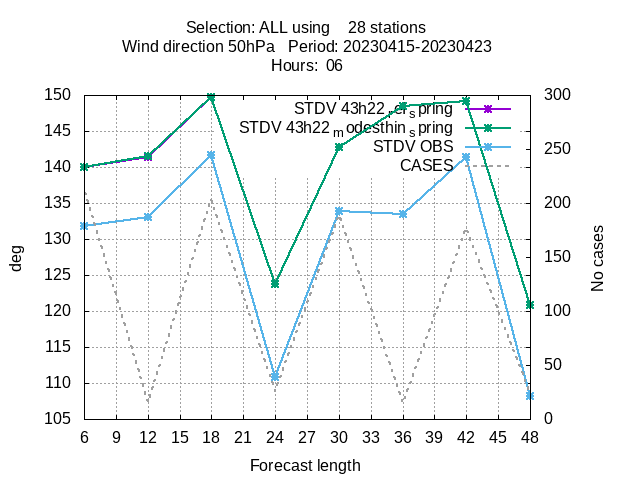 Selection: ALL using 28 stations
Wind direction 50hPa Period: 20230415-20230423
Hours: 06
STDV 43h22_ref_spring
STDV 43h22_modesthin_spring
STDV OBS
CASES
deg
150
145
140
135
130
125
120
115
110
105
300
250
200
150
100
50
0
No cases
6 9 12 15 18 21 24 27 30 33 36 39 42 45 48
Forecast length